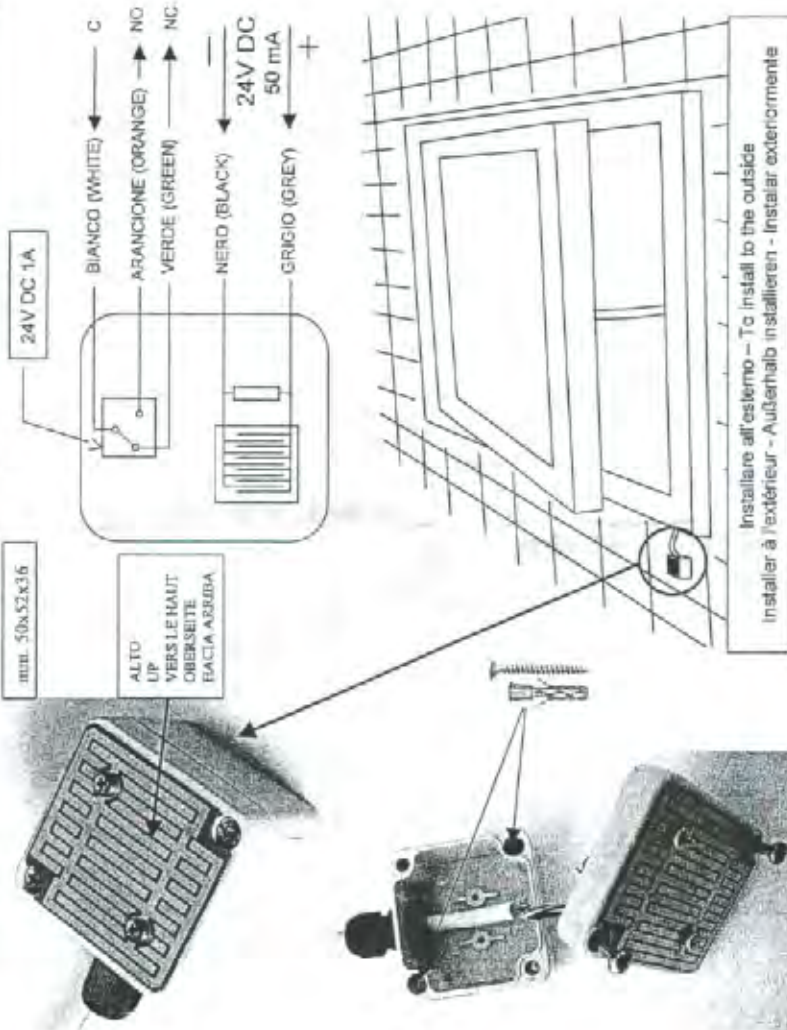 mm. 50x52x36
ALTO
UP
VERS LE HAUT
OBERSEITE
HACIA ARRIBA
24V DC 1A
BIANCO (WHITE) C
ARANCIONE (ORANGE) NO
VERDE (GREEN) NC
NERO (BLACK) −
24V DC
50 mA
GRIGIO (GREY) +
Installare all'esterno – To install to the outside
Installer à l'extérieur - Außerhalb installieren - Instalar exteriormente